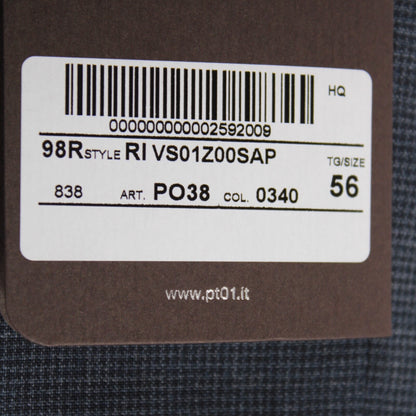 HQ
000000000002592009
98R STYLE RI VS01Z00SAP
TG/SIZE
838 ART. PO38 COL. 0340 56
www.pt01.it